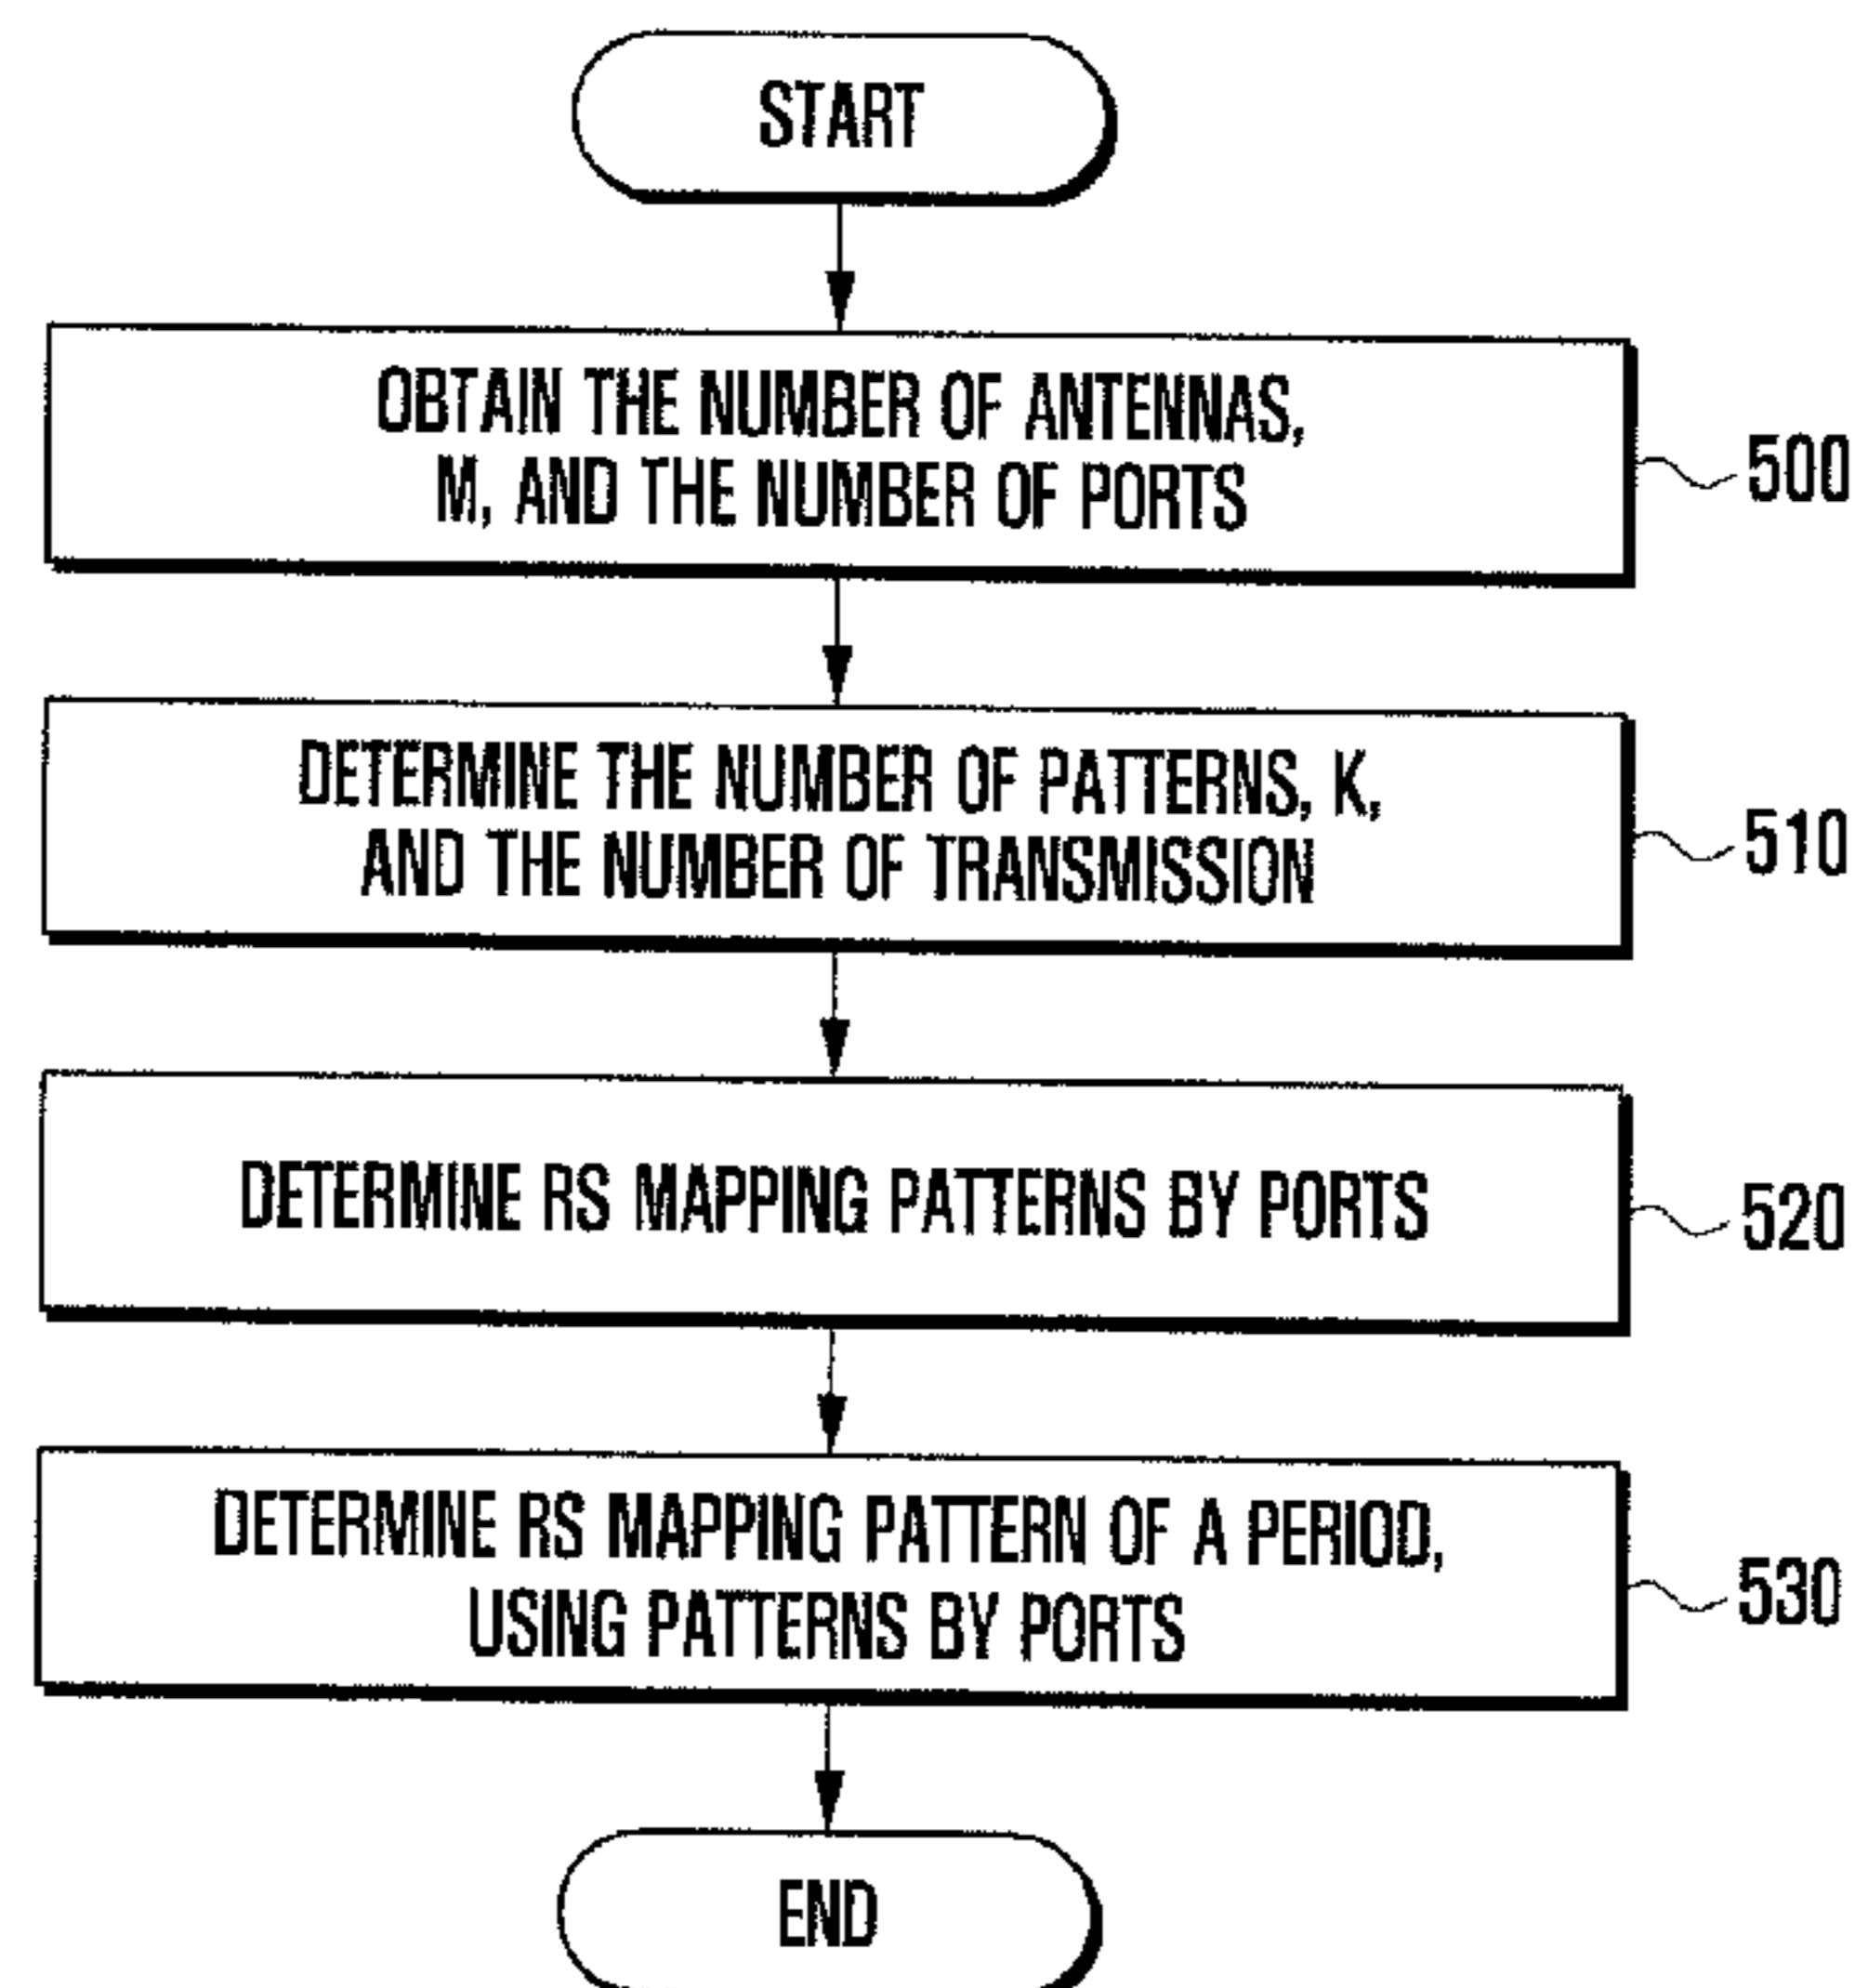 START
OBTAIN THE NUMBER OF ANTENNAS,
M, AND THE NUMBER OF PORTS
500
DETERMINE THE NUMBER OF PATTERNS, K,
AND THE NUMBER OF TRANSMISSION
510
DETERMINE RS MAPPING PATTERNS BY PORTS
520
DETERMINE RS MAPPING PATTERN OF A PERIOD,
USING PATTERNS BY PORTS
530
END